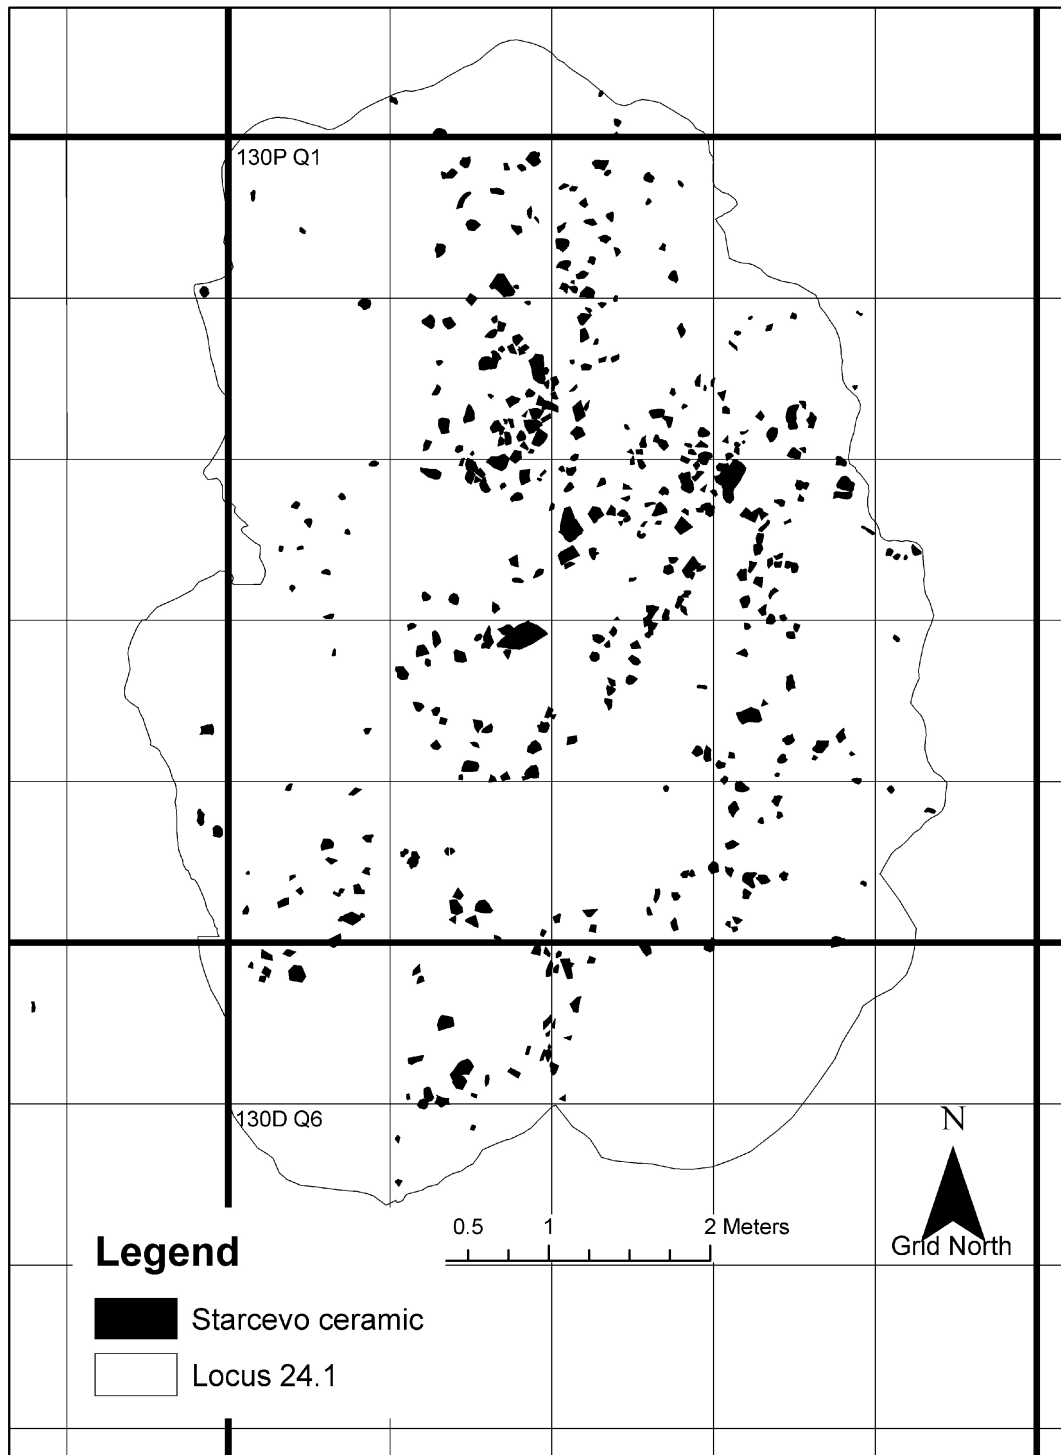 130P Q1
130D Q6
N
Grid North
0.5 1 2 Meters
Legend
Starcevo ceramic
Locus 24.1